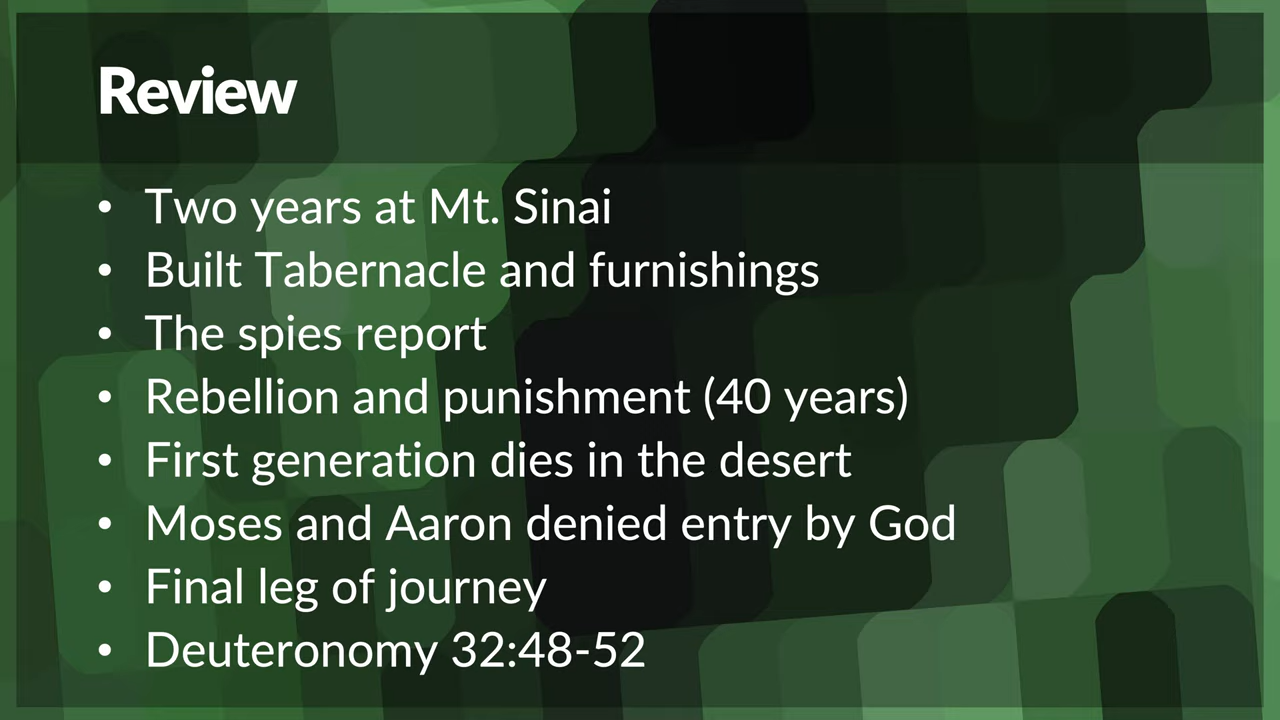 Review
• Two years at Mt. Sinai
• Built Tabernacle and furnishings
• The spies report
• Rebellion and punishment (40 years)
• First generation dies in the desert
• Moses and Aaron denied entry by God
• Final leg of journey
• Deuteronomy 32:48-52